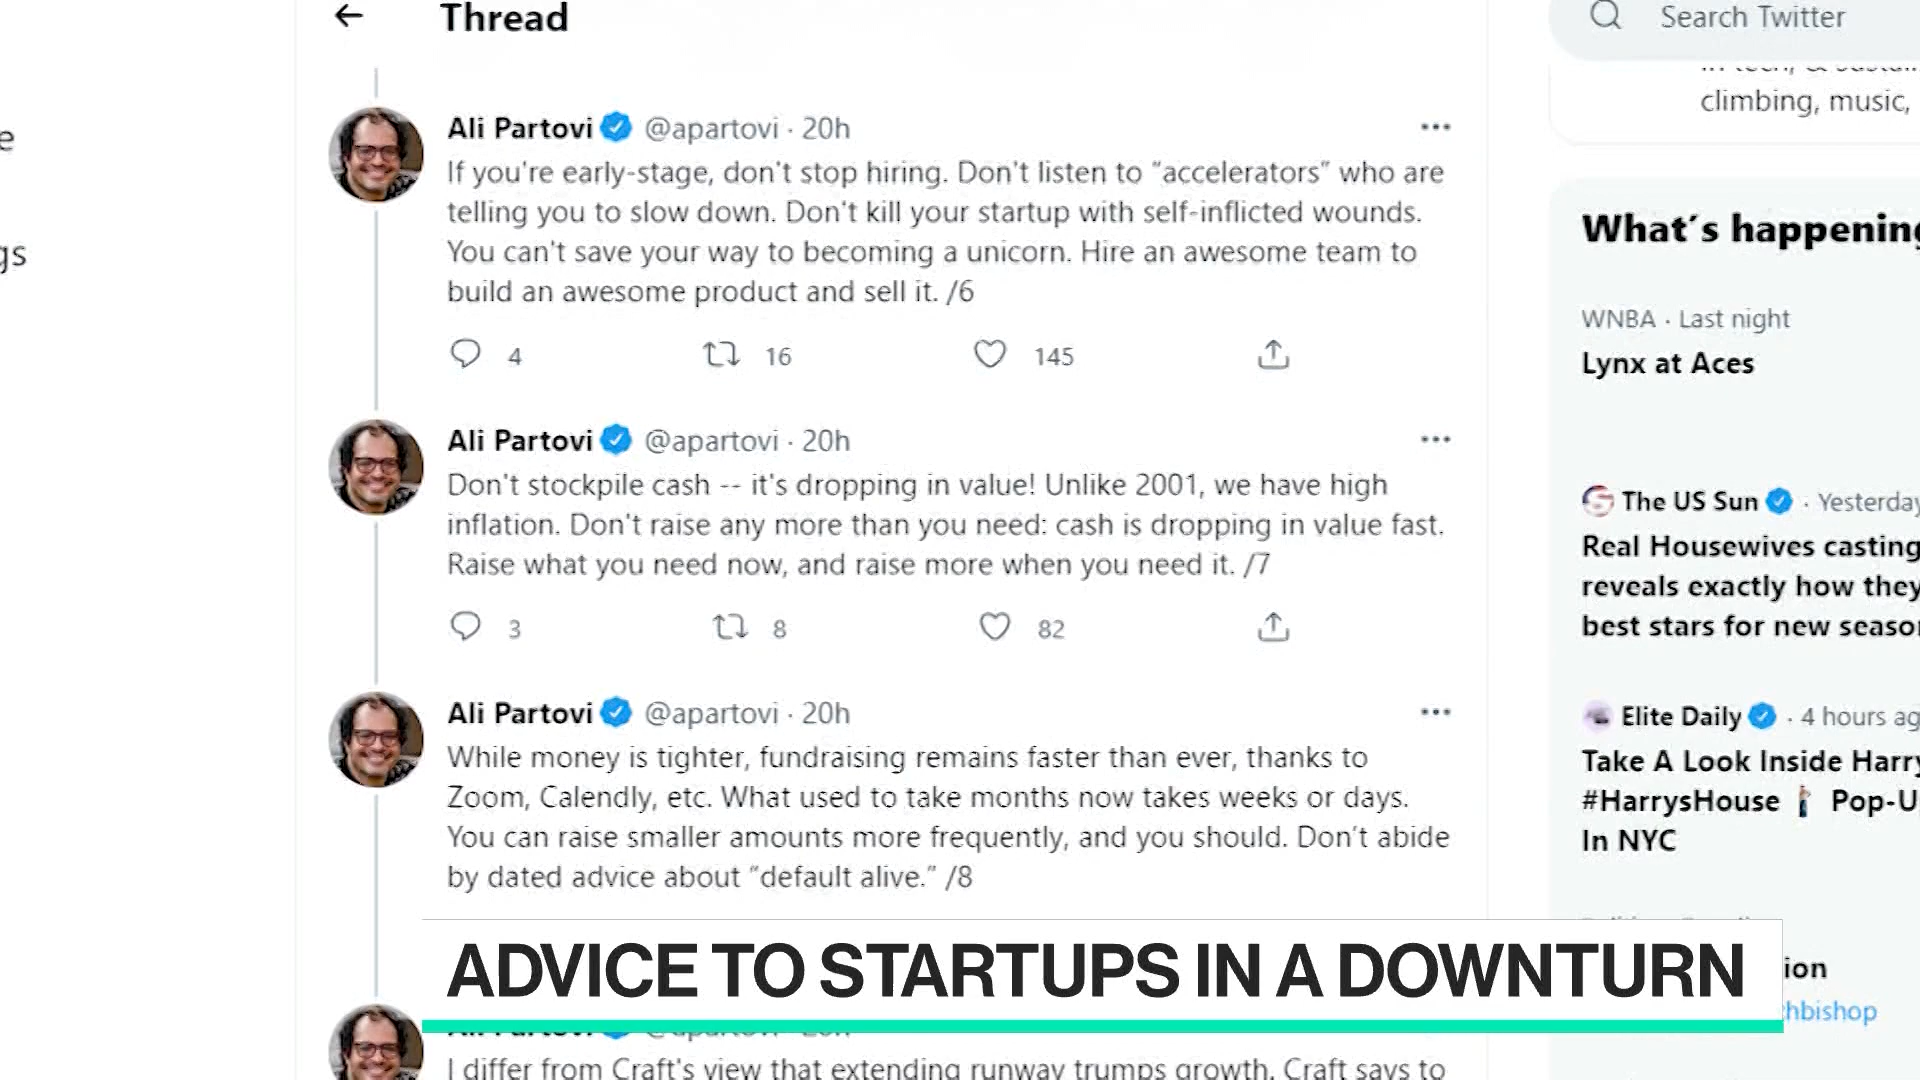 Thread
Ali Partovi @apartovi · 20h
If you're early-stage, don't stop hiring. Don't listen to "accelerators" who are
telling you to slow down. Don't kill your startup with self-inflicted wounds.
You can't save your way to becoming a unicorn. Hire an awesome team to
build an awesome product and sell it. /6
4 16 145
Ali Partovi @apartovi · 20h
Don't stockpile cash -- it's dropping in value! Unlike 2001, we have high
inflation. Don't raise any more than you need: cash is dropping in value fast.
Raise what you need now, and raise more when you need it. /7
3 8 82
Ali Partovi @apartovi · 20h
While money is tighter, fundraising remains faster than ever, thanks to
Zoom, Calendly, etc. What used to take months now takes weeks or days.
You can raise smaller amounts more frequently, and you should. Don't abide
by dated advice about "default alive." /8
ADVICE TO STARTUPS IN A DOWNTURN
I differ from Craft's view that extending runway trumps growth. Craft says to
Search Twitter
climbing, music,
What's happening
WNBA · Last night
Lynx at Aces
The US Sun · Yesterday
Real Housewives casting
reveals exactly how they
best stars for new season
Elite Daily · 4 hours ag
Take A Look Inside Harry
#HarrysHouse Pop-U
In NYC
ion
hbishop
e
gs